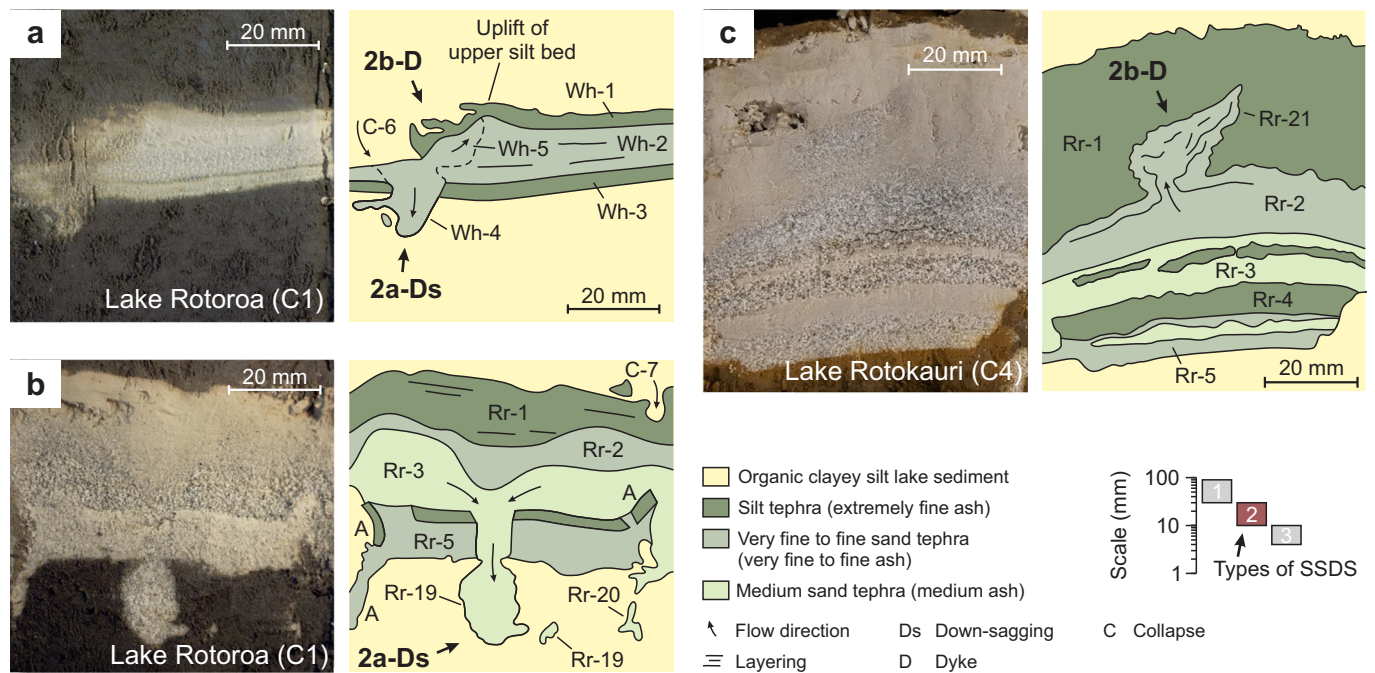 a
20 mm
Lake Rotoroa (C1)
Uplift of
upper silt bed
2b-D
Wh-1
C-6
Wh-5
Wh-2
Wh-3
Wh-4
2a-Ds
20 mm
b
20 mm
Lake Rotoroa (C1)
C-7
Rr-1
Rr-2
Rr-3
A
A
Rr-5
Rr-19
Rr-20
A
Rr-19
2a-Ds
c
20 mm
Lake Rotokauri (C4)
2b-D
Rr-21
Rr-1
Rr-2
Rr-3
Rr-4
Rr-5
20 mm
Organic clayey silt lake sediment
Silt tephra (extremely fine ash)
Very fine to fine sand tephra
(very fine to fine ash)
Medium sand tephra (medium ash)
Flow direction
Ds Down-sagging
C Collapse
Layering
D Dyke
Scale (mm)
100
10
1
1
2
3
Types of SSDS